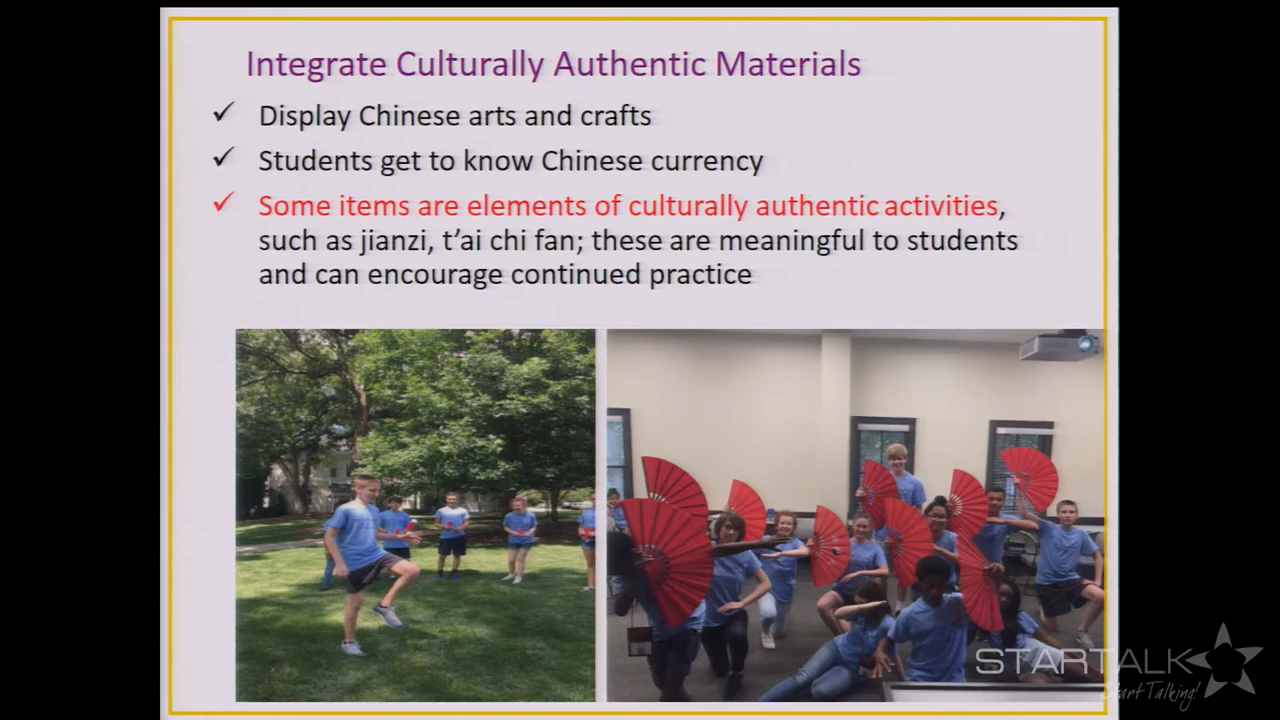 Integrate Culturally Authentic Materials
✓ Display Chinese arts and crafts
✓ Students get to know Chinese currency
✓ Some items are elements of culturally authentic activities,
such as jianzi, t’ai chi fan; these are meaningful to students
and can encourage continued practice
STARTALK
Start Talking!